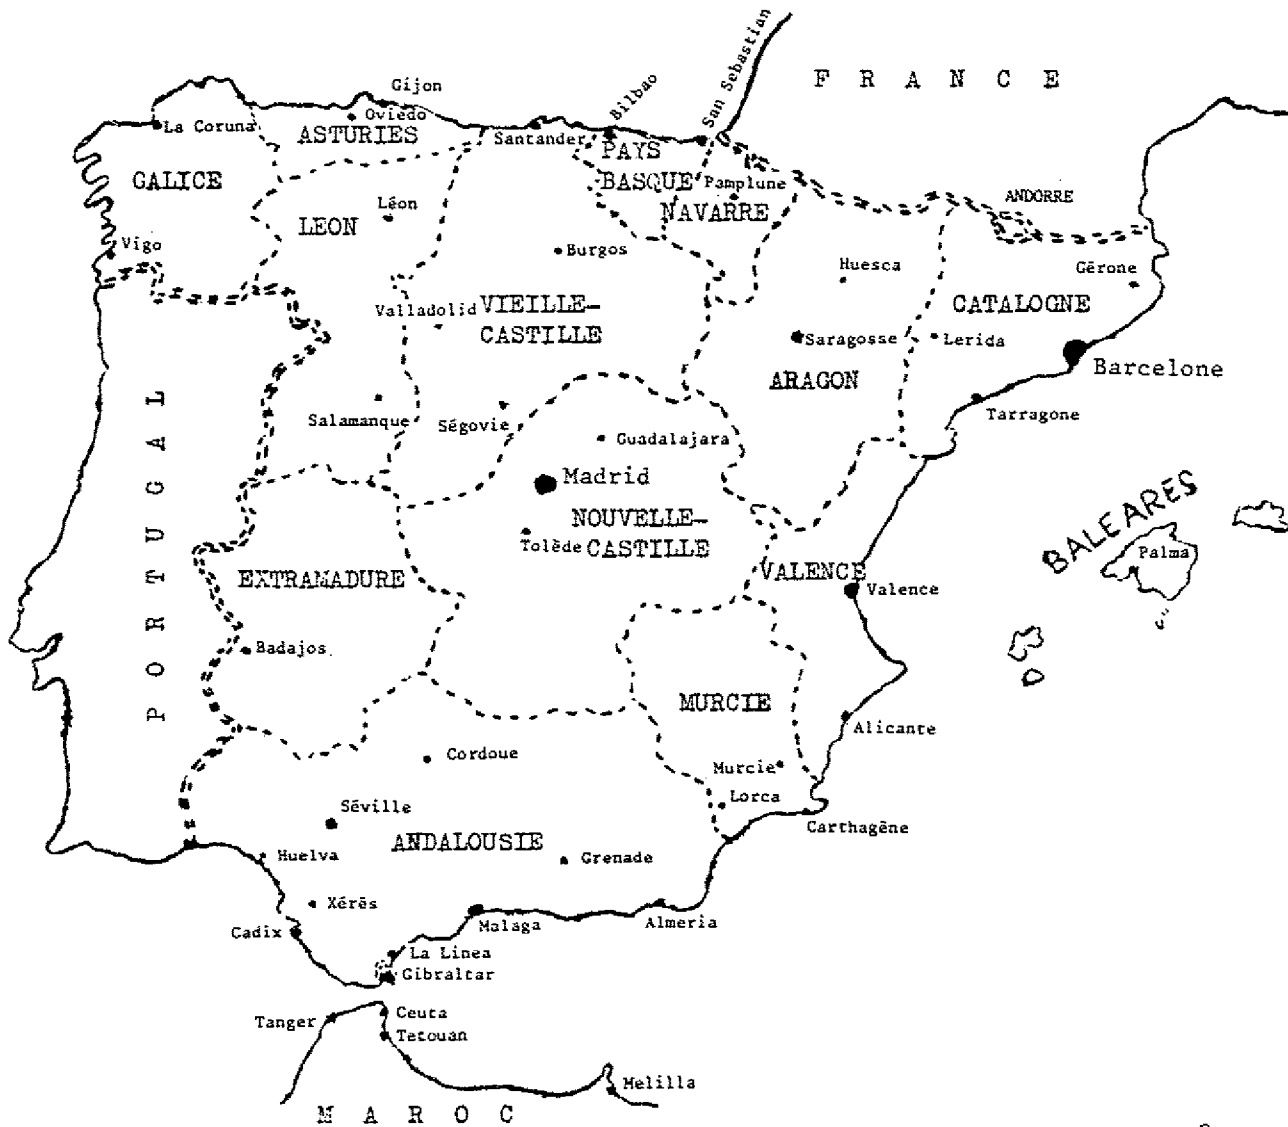 FRANCE
San Sebastian
Bilbao
Gijon
Oviedo
La Coruna
ASTURIES
Santander
PAYS
BASQUE
Pamplune
NAVARRE
GALICE
ANDORRE
LEON
Léon
Vigo
Burgos
Huesca
Gērone
CATALOGNE
Valladolid
VIEILLE-
CASTILLE
Saragosse
Lerida
ARAGON
Barcelone
PORTUGAL
Salamanque
Ségovie
Guadalajara
Tarragone
Madrid
NOUVELLE-
CASTILLE
Tolède
BALEARES
Palma
EXTRAMADURE
VALENCE
Valence
Badajos
MURCIE
Alicante
Cordoue
Murcie
Lorca
Carthagēne
Séville
ANDALOUSIE
Huelva
Grenade
Xérēs
Cadix
Malaga
Almeria
La Linea
Gibraltar
Tanger
Ceuta
Tetouan
Melilla
MAROC